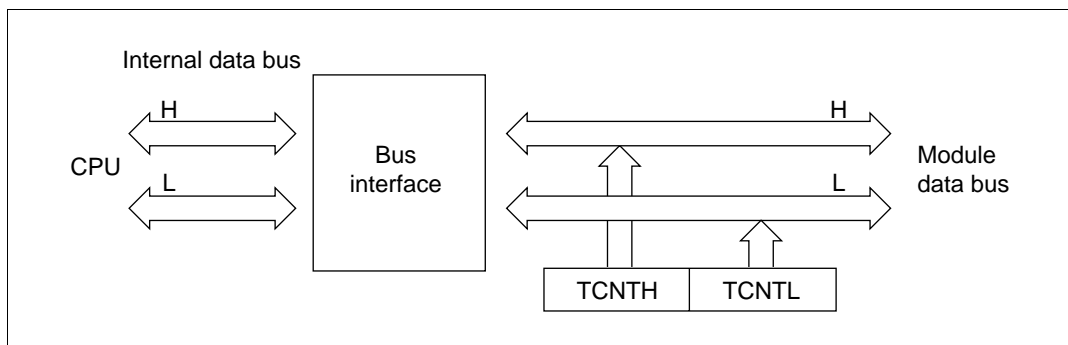 Internal data bus
H
H
CPU
Bus
interface
Module
data bus
L
L
TCNTH
TCNTL